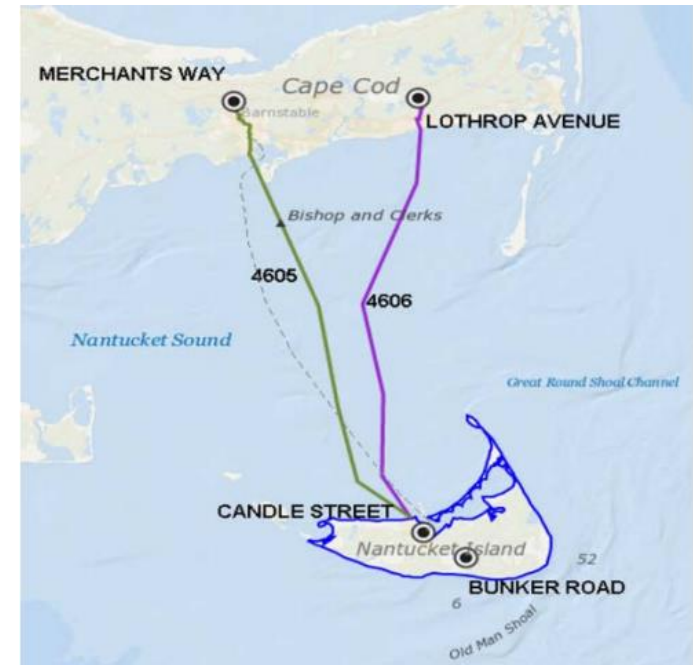 MERCHANTS WAY
Cape Cod
Barnstable
LOTHROP AVENUE
Bishop and Clerks
4605
4606
Nantucket Sound
Great Round Shoal Channel
CANDLE STREET
Nantucket Island
52
BUNKER ROAD
6
Old Man Shoal